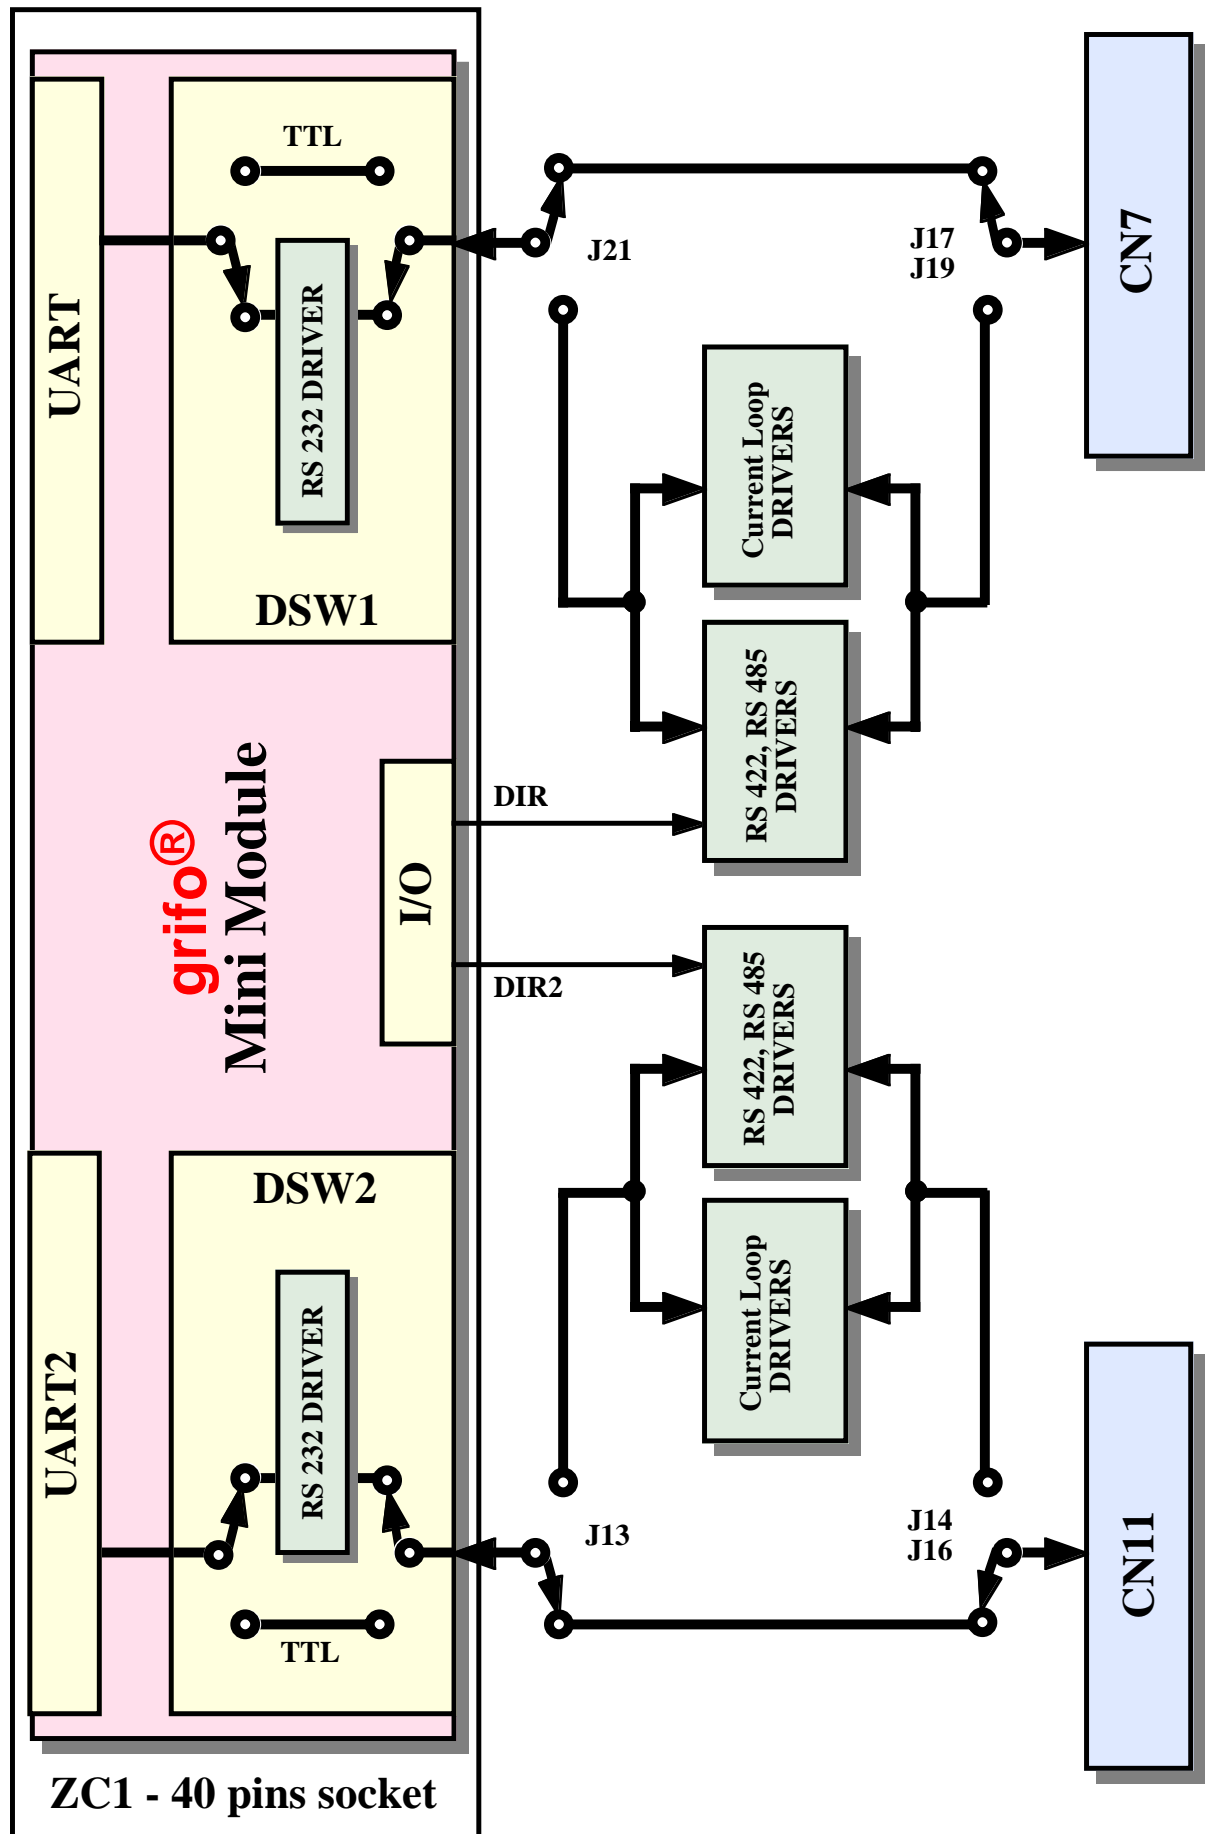 TTL
UART
RS 232 DRIVER
DSW1
J21
J17
J19
CN7
Current Loop
DRIVERS
RS 422, RS 485
DRIVERS
DIR
grifo®
Mini Module
I/O
DIR2
RS 422, RS 485
DRIVERS
DSW2
Current Loop
DRIVERS
UART2
RS 232 DRIVER
J13
J14
J16
CN11
TTL
ZC1 - 40 pins socket